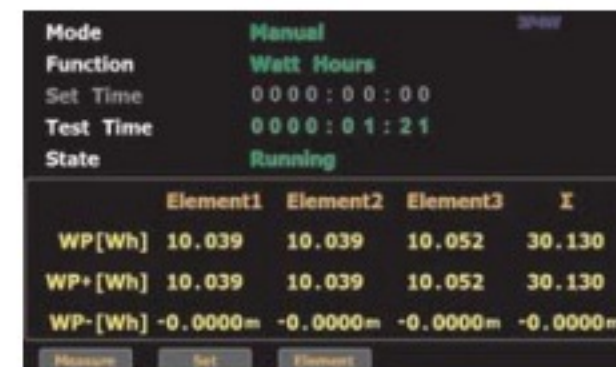 3P4W
Mode Manual
Function Watt Hours
Set Time 0000:00:00
Test Time 0000:01:21
State Running
Element1 Element2 Element3 Σ
WP[Wh] 10.039 10.039 10.052 30.130
WP+[Wh] 10.039 10.039 10.052 30.130
WP-[Wh] -0.0000m -0.0000m -0.0000m -0.0000m
Measure Set Element